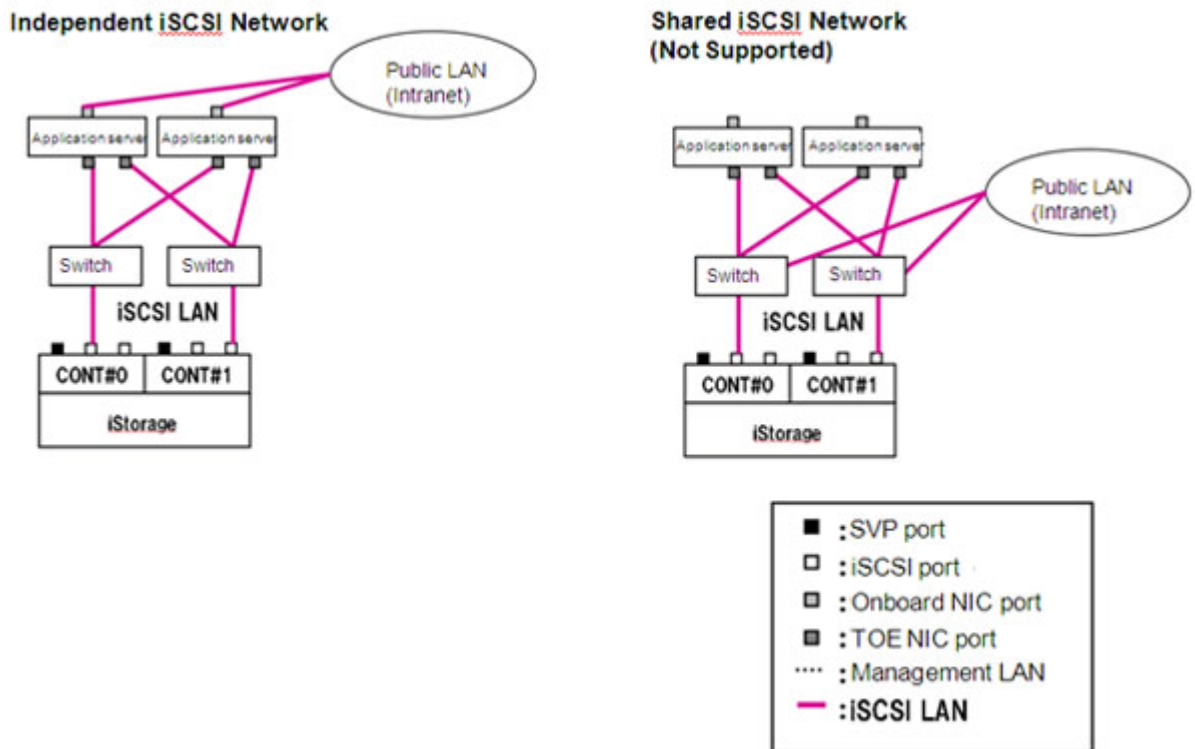 Independent iSCSI Network
Public LAN
(Intranet)
Application server
Application server
Switch
Switch
iSCSI LAN
CONT#0
CONT#1
iStorage
Shared iSCSI Network
(Not Supported)
Application server
Application server
Public LAN
(Intranet)
Switch
Switch
iSCSI LAN
CONT#0
CONT#1
iStorage
:SVP port
:iSCSI port
:Onboard NIC port
:TOE NIC port
:Management LAN
:iSCSI LAN